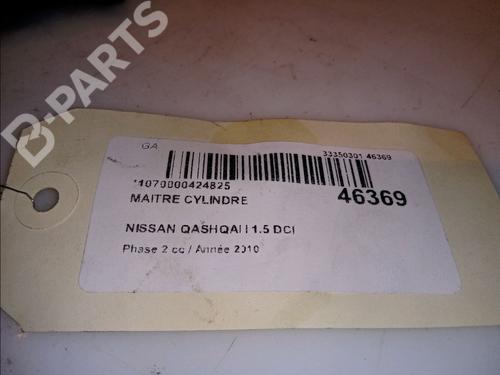 B-PARTS
GA
33350301 46369
*1070000424825
46369
MAITRE CYLINDRE
NISSAN QASHQAI I 1.5 DCI
Phase 2 cc / Année 2010